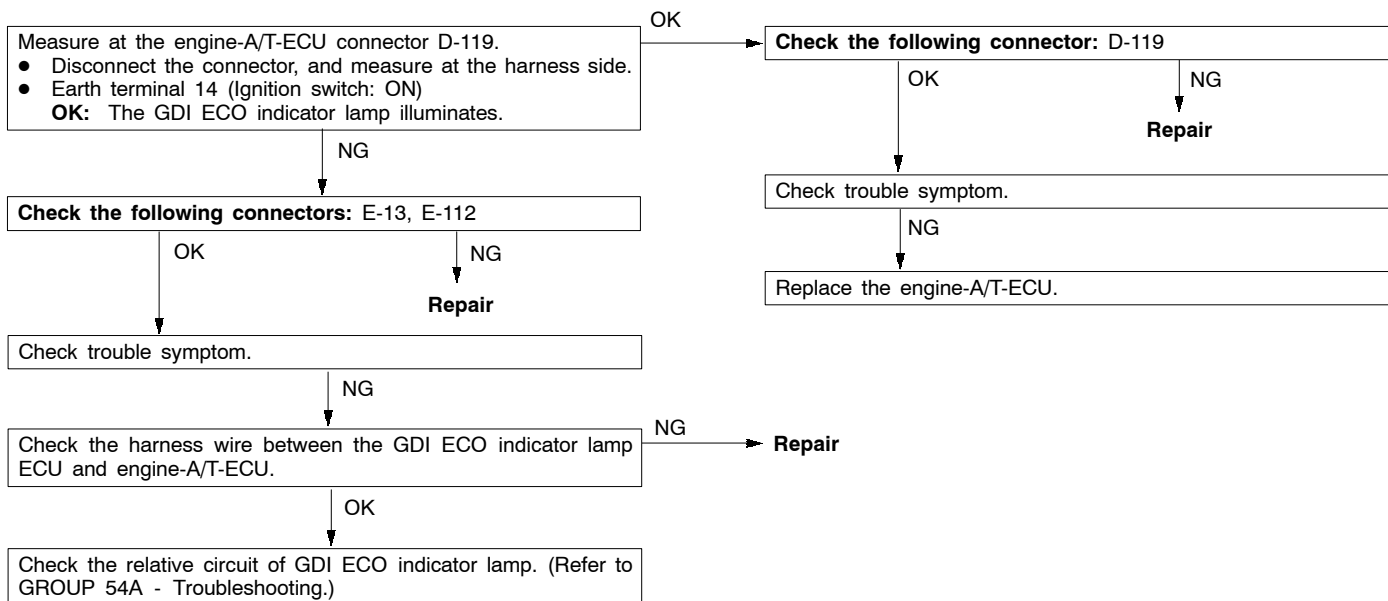 Measure at the engine-A/T-ECU connector D-119.
● Disconnect the connector, and measure at the harness side.
● Earth terminal 14 (Ignition switch: ON)
OK: The GDI ECO indicator lamp illuminates.
OK
NG
Check the following connector: D-119
OK
NG
Repair
Check trouble symptom.
NG
Replace the engine-A/T-ECU.
Check the following connectors: E-13, E-112
OK
NG
Repair
Check trouble symptom.
NG
Check the harness wire between the GDI ECO indicator lamp
ECU and engine-A/T-ECU.
NG
Repair
OK
Check the relative circuit of GDI ECO indicator lamp. (Refer to
GROUP 54A - Troubleshooting.)